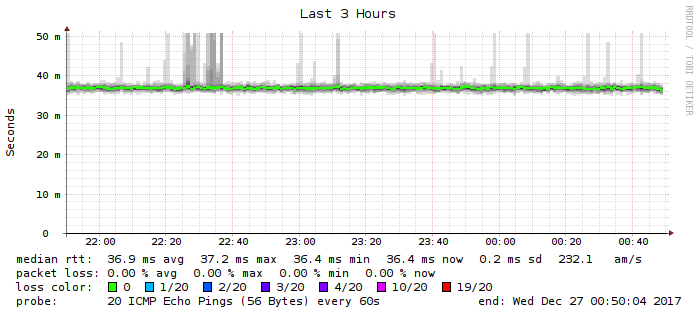 Last 3 Hours
RRDTOOL / TOBI OETIKER
Seconds
50 m
40 m
30 m
20 m
10 m
0
22:00 22:20 22:40 23:00 23:20 23:40 00:00 00:20 00:40
median rtt: 36.9 ms avg 37.2 ms max 36.4 ms min 36.4 ms now 0.2 ms sd 232.1 am/s
packet loss: 0.00 % avg 0.00 % max 0.00 % min 0.00 % now
loss color: 0 1/20 2/20 3/20 4/20 10/20 19/20
probe: 20 ICMP Echo Pings (56 Bytes) every 60s end: Wed Dec 27 00:50:04 2017